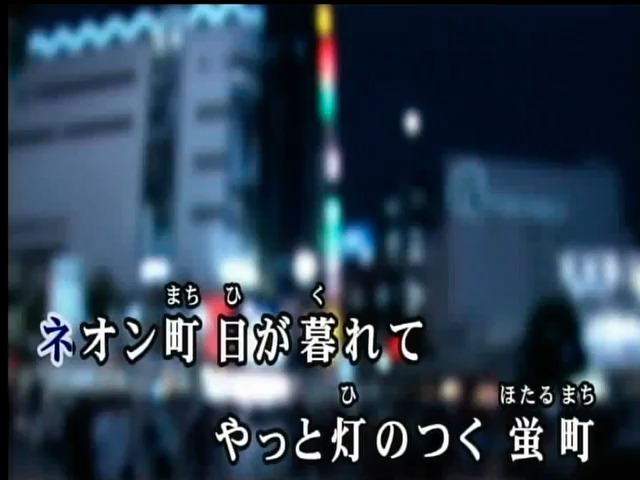 まち ひ く
ネオン町 日が暮れて
ひ ほたる まち
やっと灯のつく 蛍町